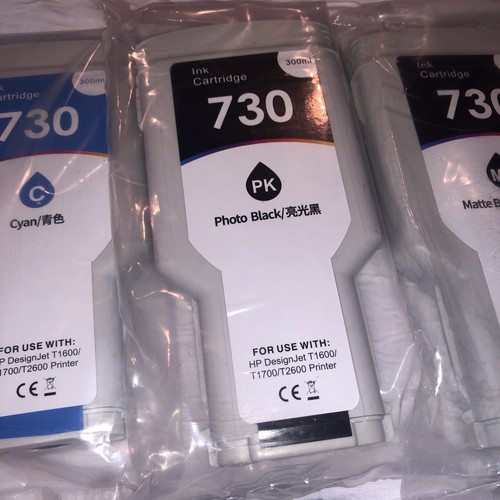 Ink
Cartridge
300ml
730
C
Cyan/青色
FOR USE WITH:
HP DesignJet T1600/
T1700/T2600 Printer
CE
Ink
Cartridge
300ml
730
PK
Photo Black/亮光黑
FOR USE WITH:
HP DesignJet T1600/
T1700/T2600 Printer
CE
Ink
Cartridge
730
M
Matte B